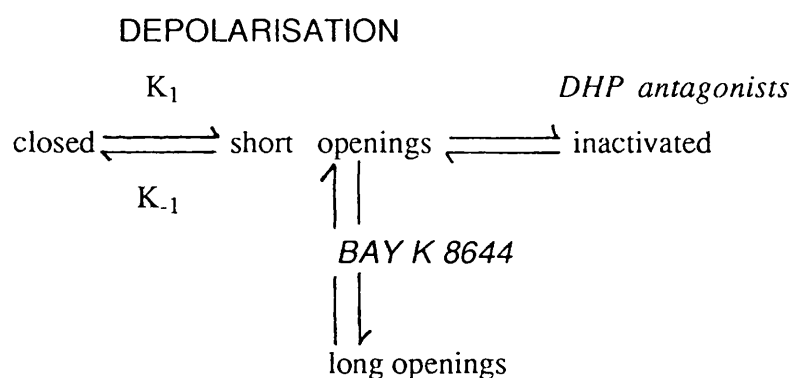 DEPOLARISATION
K1
DHP antagonists
closed short openings inactivated
K-1
BAY K 8644
long openings